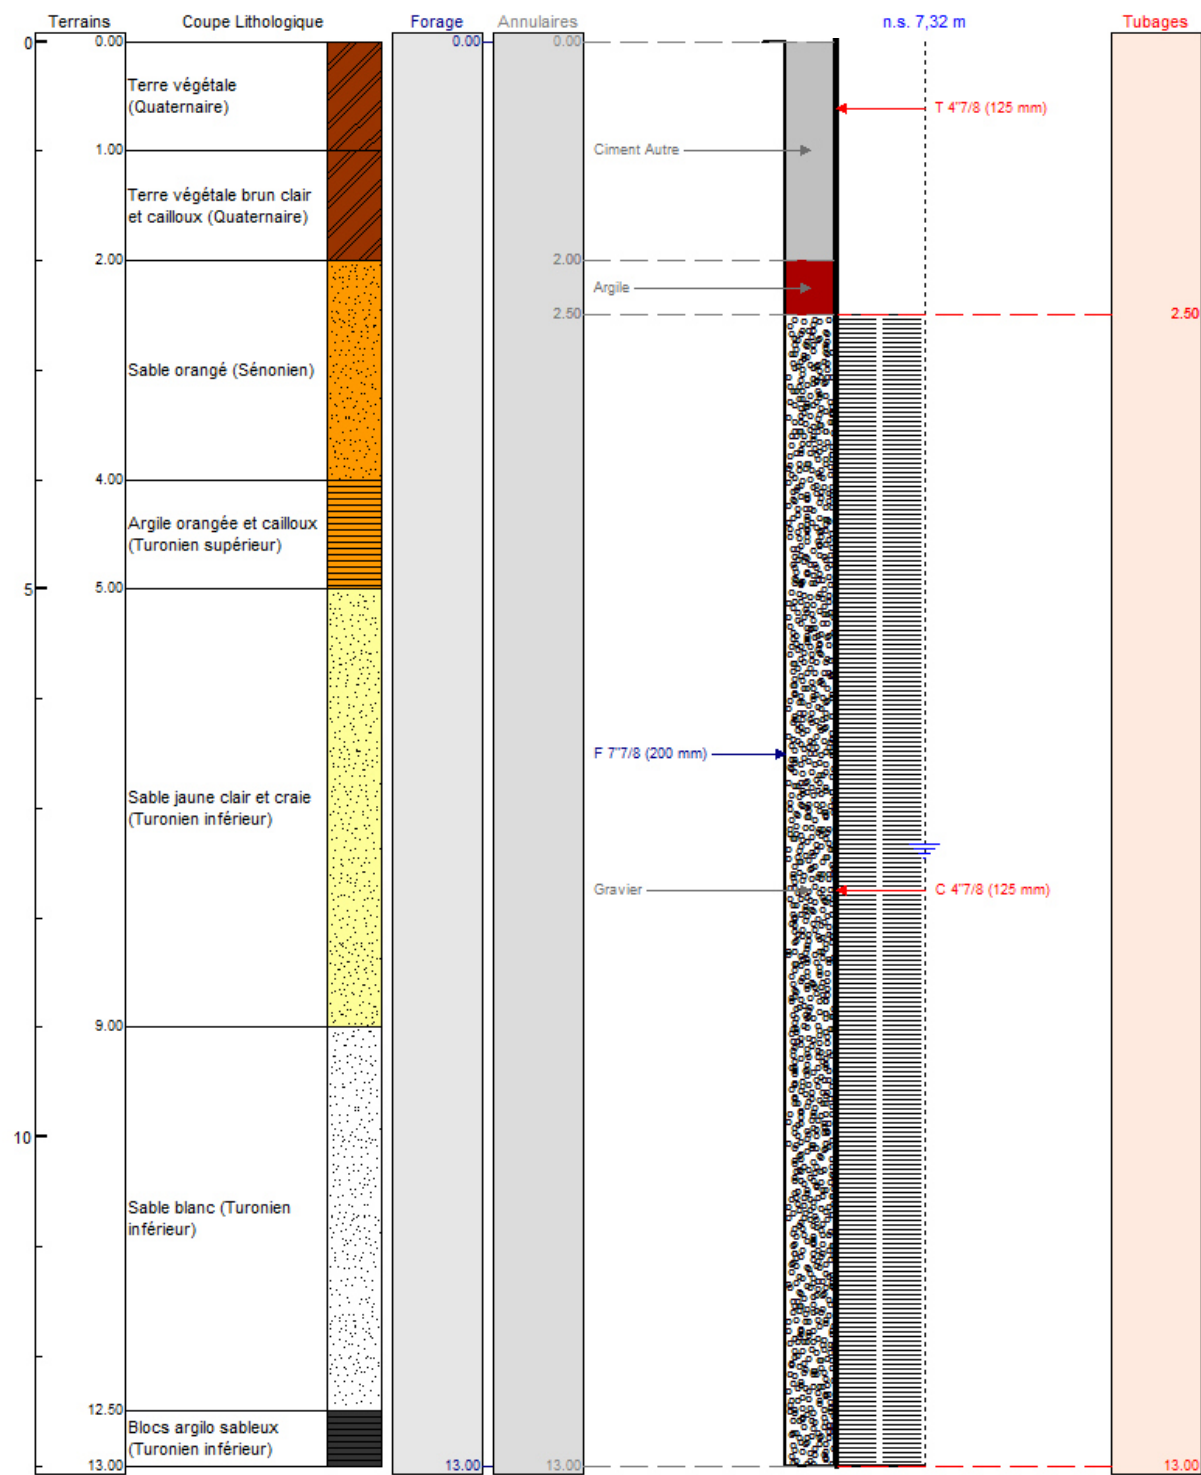 Terrains
Coupe Lithologique
Forage
Annulaires
n.s. 7,32 m
Tubages
0
0.00
0.00
0.00
Terre végétale
(Quaternaire)
T 4"7/8 (125 mm)
1.00
Ciment Autre
Terre végétale brun clair
et cailloux (Quaternaire)
2.00
2.00
Argile
2.50
2.50
Sable orangé (Sénonien)
4.00
Argile orangée et cailloux
(Turonien supérieur)
5
5.00
F 7"7/8 (200 mm)
Sable jaune clair et craie
(Turonien inférieur)
Gravier
C 4"7/8 (125 mm)
9.00
10
Sable blanc (Turonien
inférieur)
12.50
Blocs argilo sableux
(Turonien inférieur)
13.00
13.00
13.00
13.00